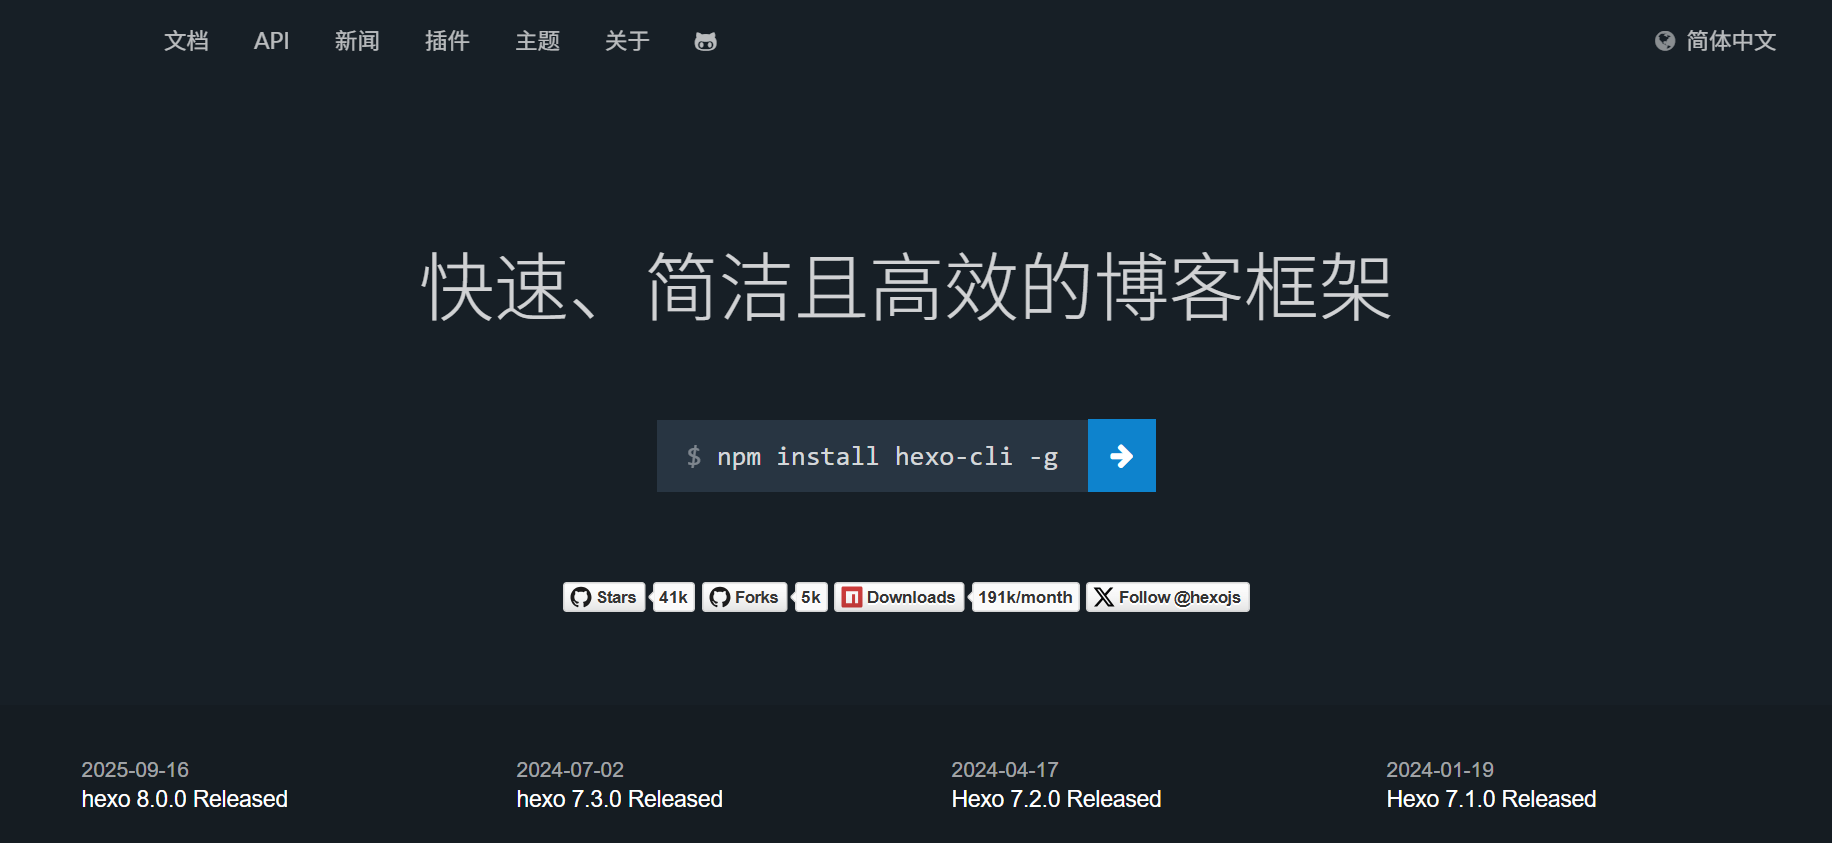 文档 API 新闻 插件 主题 关于 简体中文
快速、简洁且高效的博客框架
$ npm install hexo-cli -g
Stars 41k Forks 5k Downloads 191k/month Follow @hexojs
2025-09-16 2024-07-02 2024-04-17 2024-01-19
hexo 8.0.0 Released hexo 7.3.0 Released Hexo 7.2.0 Released Hexo 7.1.0 Released